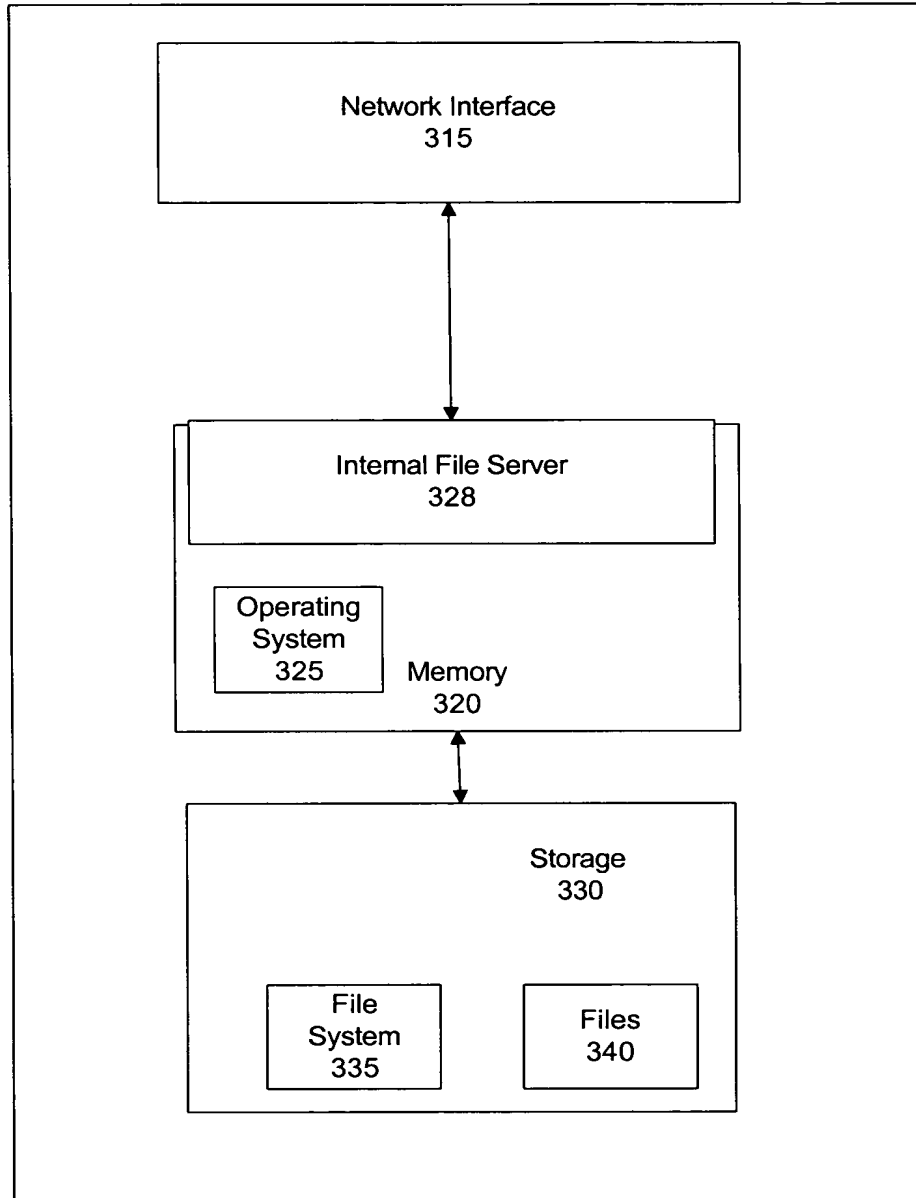 Network Interface
315
Internal File Server
328
Operating
System
325
Memory
320
Storage
330
File
System
335
Files
340